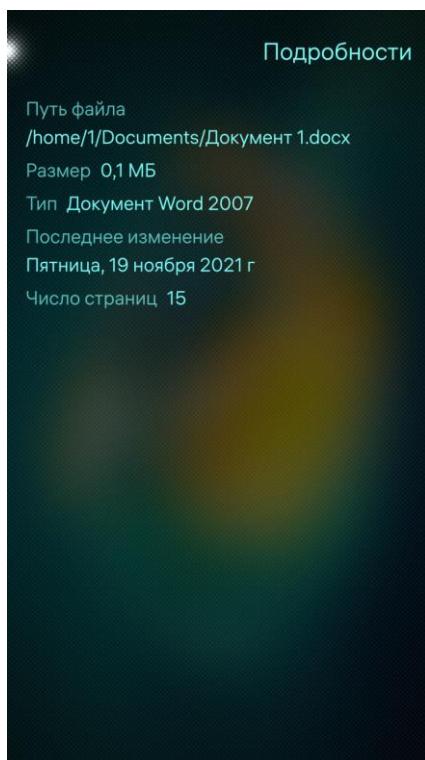 Подробности
Путь файла
/home/1/Documents/Документ 1.docx
Размер 0,1 МБ
Тип Документ Word 2007
Последнее изменение
Пятница, 19 ноября 2021 г
Число страниц 15